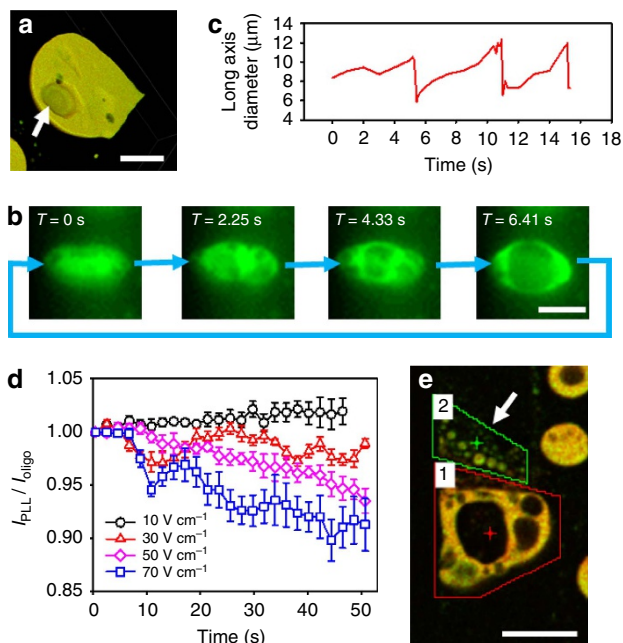 a
c
Long axis
diameter (μm)
14
12
10
8
6
4
0 2 4 6 8 10 12 14 16 18
Time (s)
b
T = 0 s
T = 2.25 s
T = 4.33 s
T = 6.41 s
d
I_PLL / I_oligo
1.05
1.00
0.95
0.90
0.85
10 V cm⁻¹
30 V cm⁻¹
50 V cm⁻¹
70 V cm⁻¹
0 10 20 30 40 50
Time (s)
e
2
1